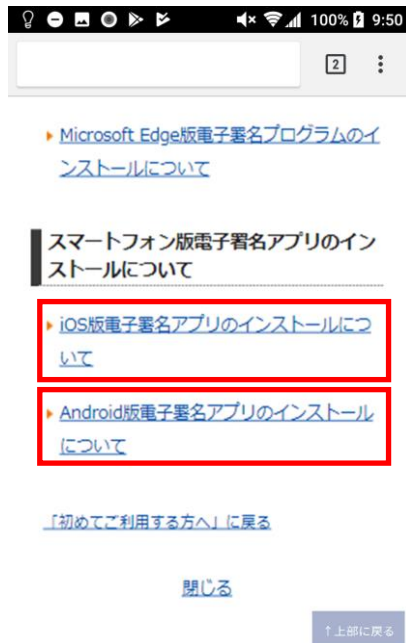 100% 9:50
2
Microsoft Edge版電子署名プログラムのイ
ンストールについて
スマートフォン版電子署名アプリのイン
ストールについて
iOS版電子署名アプリのインストールにつ
いて
Android版電子署名アプリのインストール
について
「初めてご利用する方へ」に戻る
閉じる
↑上部に戻る